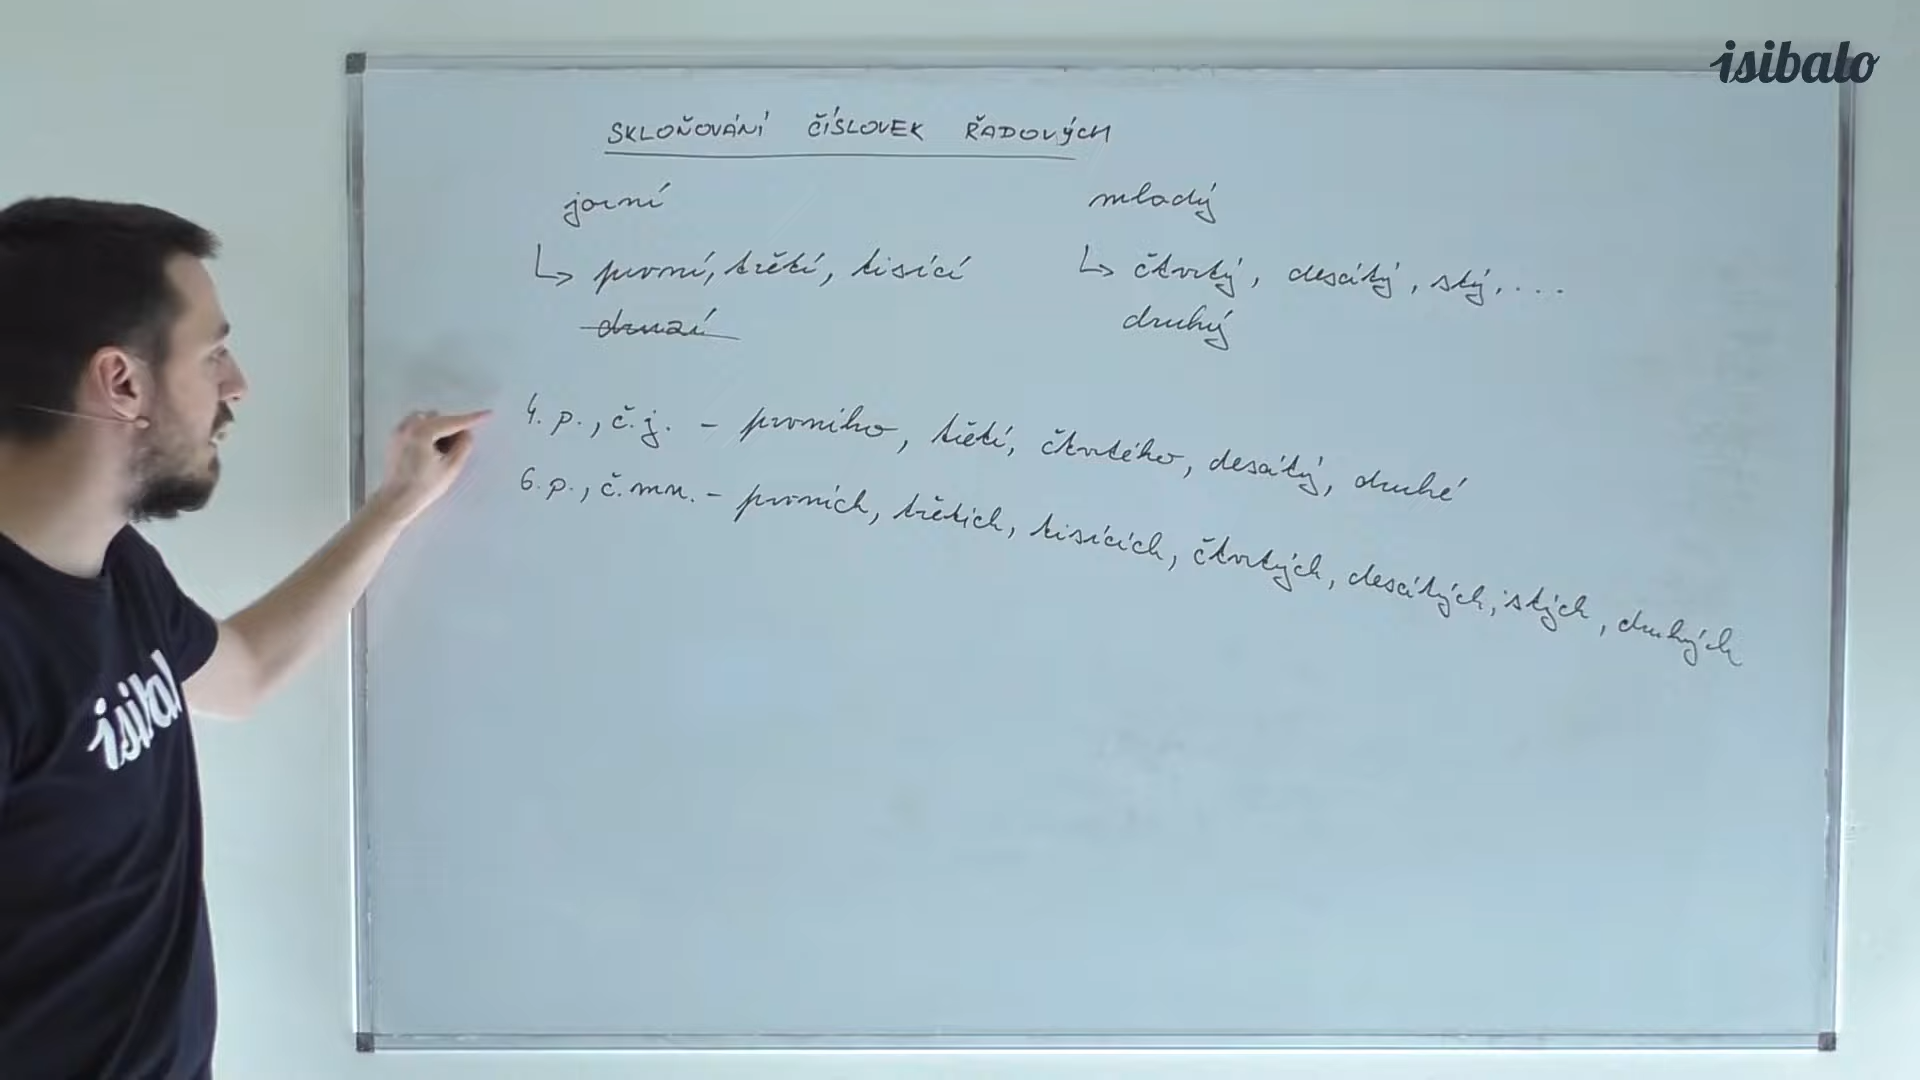 isibalo
SKLOŇOVÁNÍ ČÍSLOVEK ŘADOVÝCH
jarní mladý
první, třetí, tisící čtvrtý, desátý, stý, ....
druzí druhý
4. p., č. j. - prvního, třetí, čtvrtého, desátý, druhé
6. p., č. mn. - prvních, třetích, tisících, čtvrtých, desátých, stých, druhých